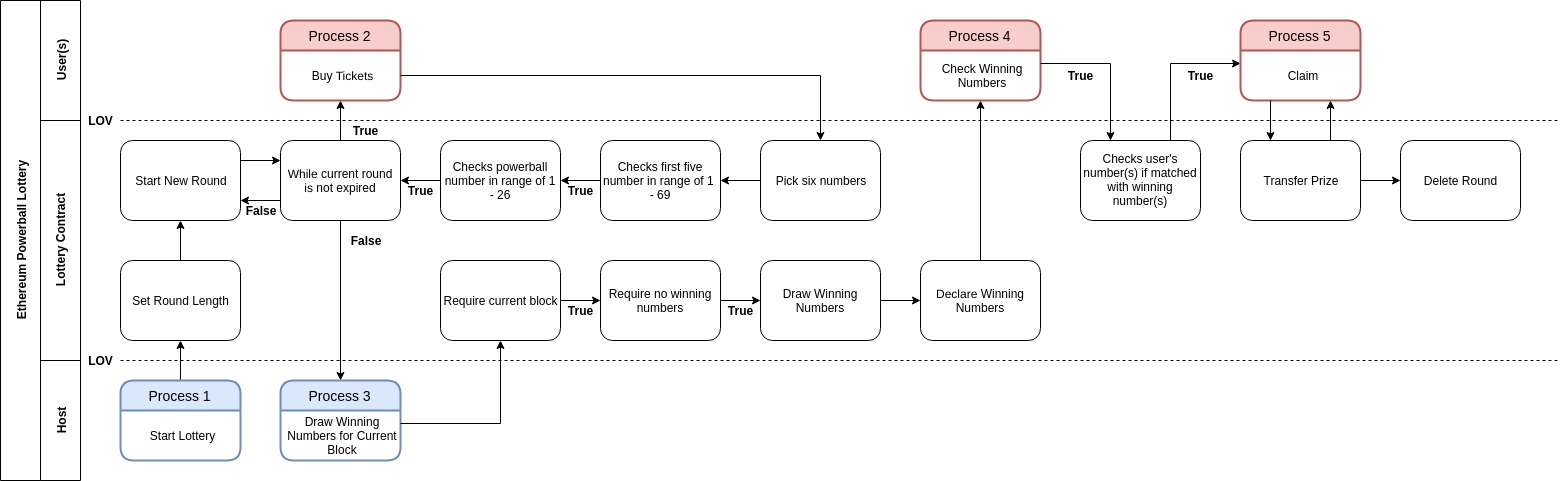 Ethereum Powerball Lottery
User(s)
Lottery Contract
Host
Process 2
Buy Tickets
Process 4
Check Winning
Numbers
True
True
Process 5
Claim
LOV
True
Start New Round
False
While current round
is not expired
True
Checks powerball
number in range of 1
- 26
True
Checks first five
number in range of 1
- 69
Pick six numbers
Checks user's
number(s) if matched
with winning
number(s)
Transfer Prize
Delete Round
False
Set Round Length
Require current block
True
Require no winning
numbers
True
Draw Winning
Numbers
Declare Winning
Numbers
LOV
Process 1
Start Lottery
Process 3
Draw Winning
Numbers for Current
Block